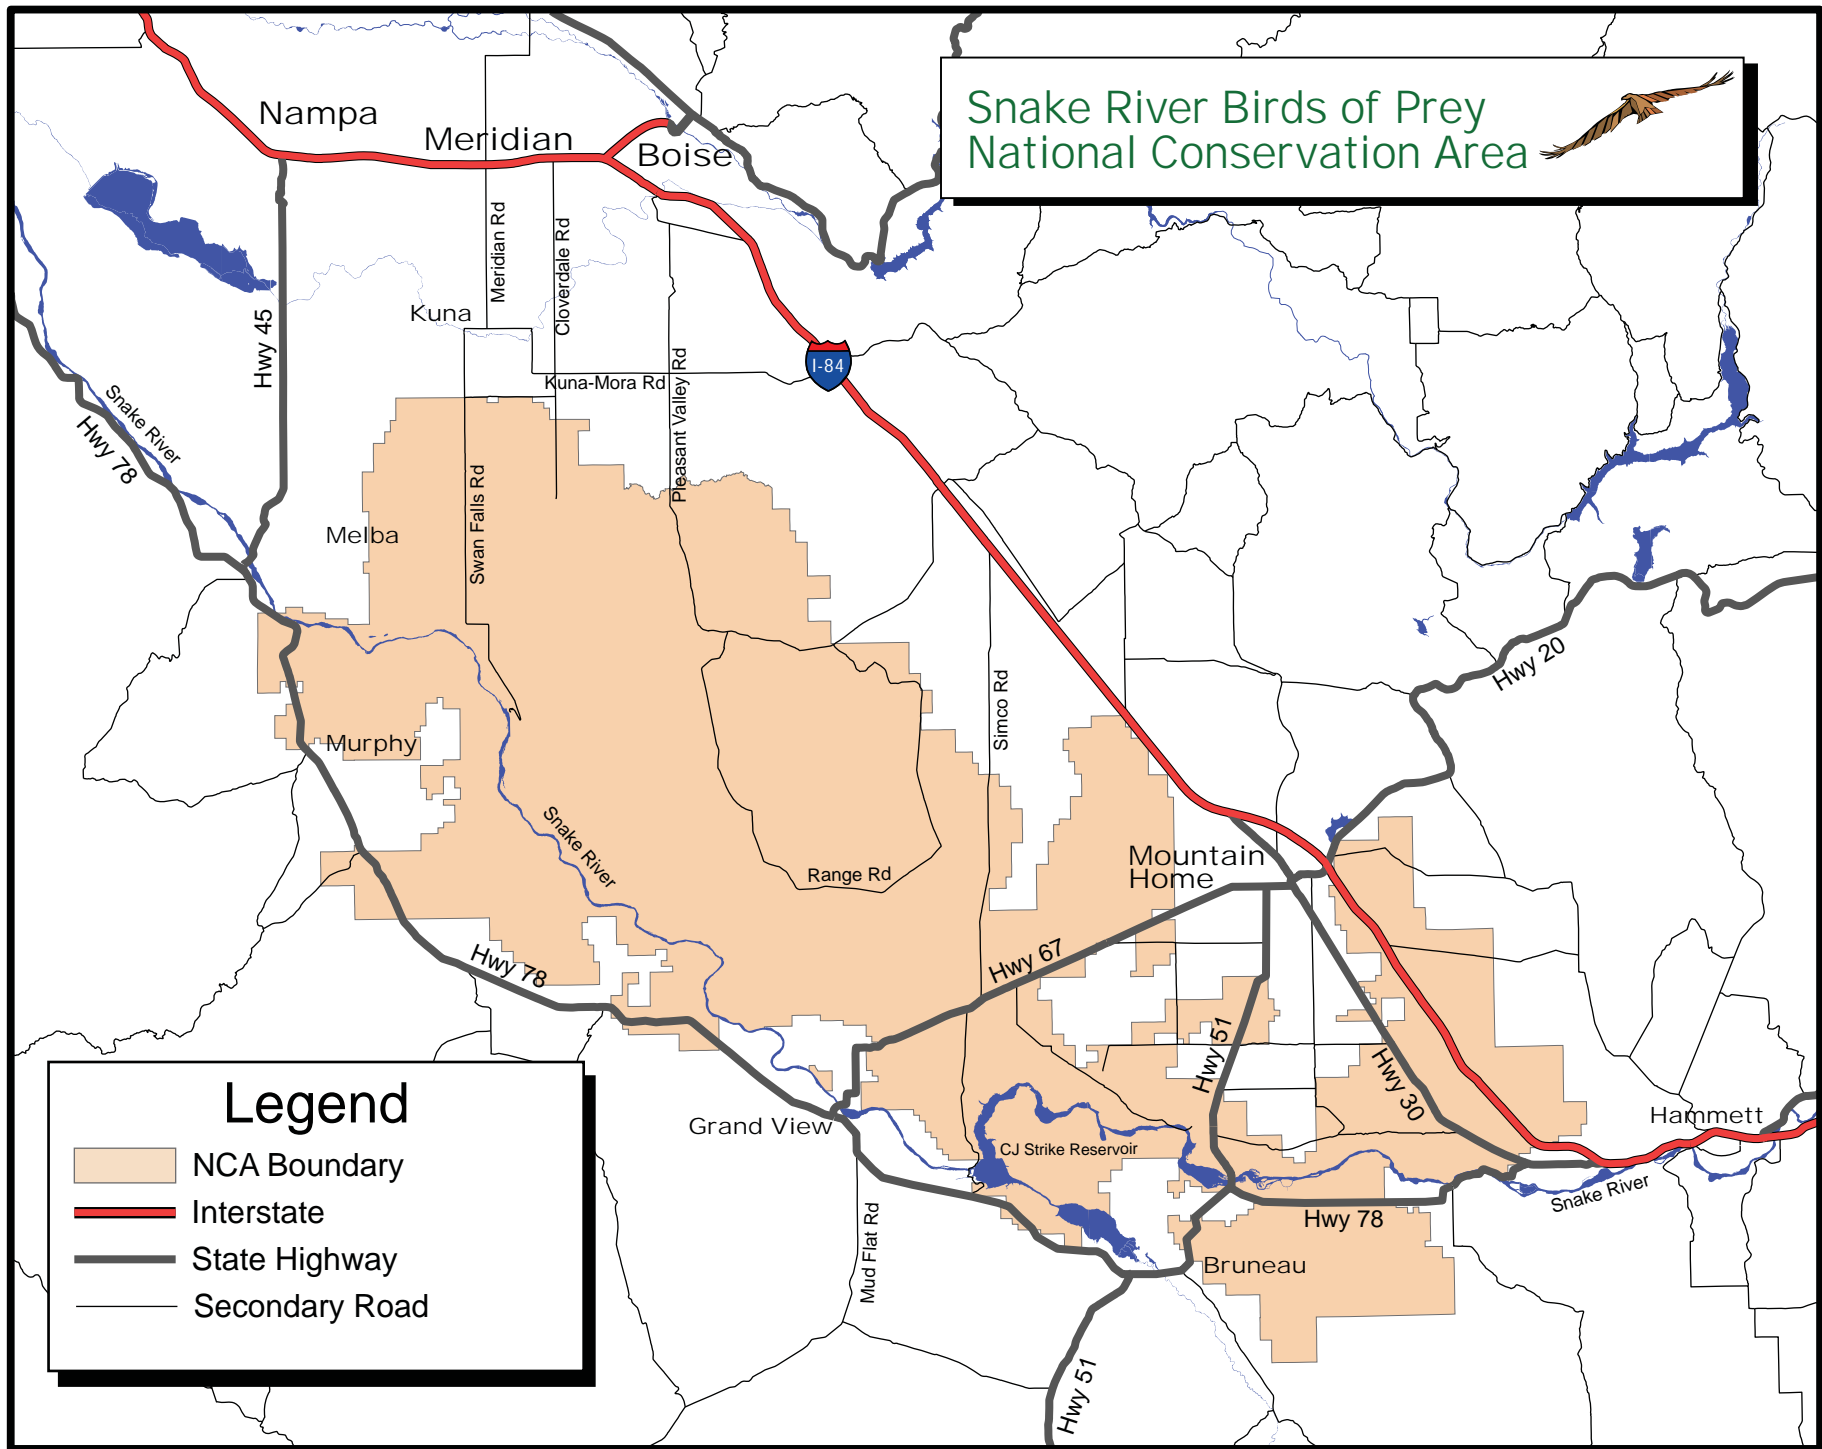 Snake River Birds of Prey
National Conservation Area
Nampa
Meridian
Boise
Meridian Rd
Cloverdale Rd
Hwy 45
Kuna
I-84
Kuna-Mora Rd
Pleasant Valley Rd
Snake River
Hwy 78
Swan Falls Rd
Melba
Hwy 20
Simco Rd
Murphy
Snake River
Range Rd
Mountain
Home
Hwy 67
Hwy 78
Hwy 51
Hwy 30
Grand View
CJ Strike Reservoir
Hammett
Snake River
Hwy 78
Mud Flat Rd
Bruneau
Hwy 51
Legend
NCA Boundary
Interstate
State Highway
Secondary Road